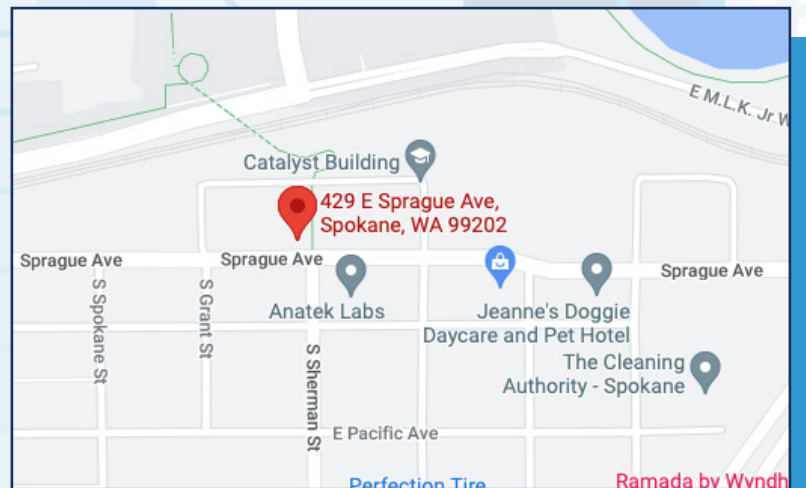 E M.L.K. Jr W
Catalyst Building
429 E Sprague Ave,
Spokane, WA 99202
Sprague Ave
Sprague Ave
Sprague Ave
S Spokane St
S Grant St
S Sherman St
Anatek Labs
Jeanne's Doggie
Daycare and Pet Hotel
The Cleaning
Authority - Spokane
E Pacific Ave
Perfection Tire
Ramada by Wyndh